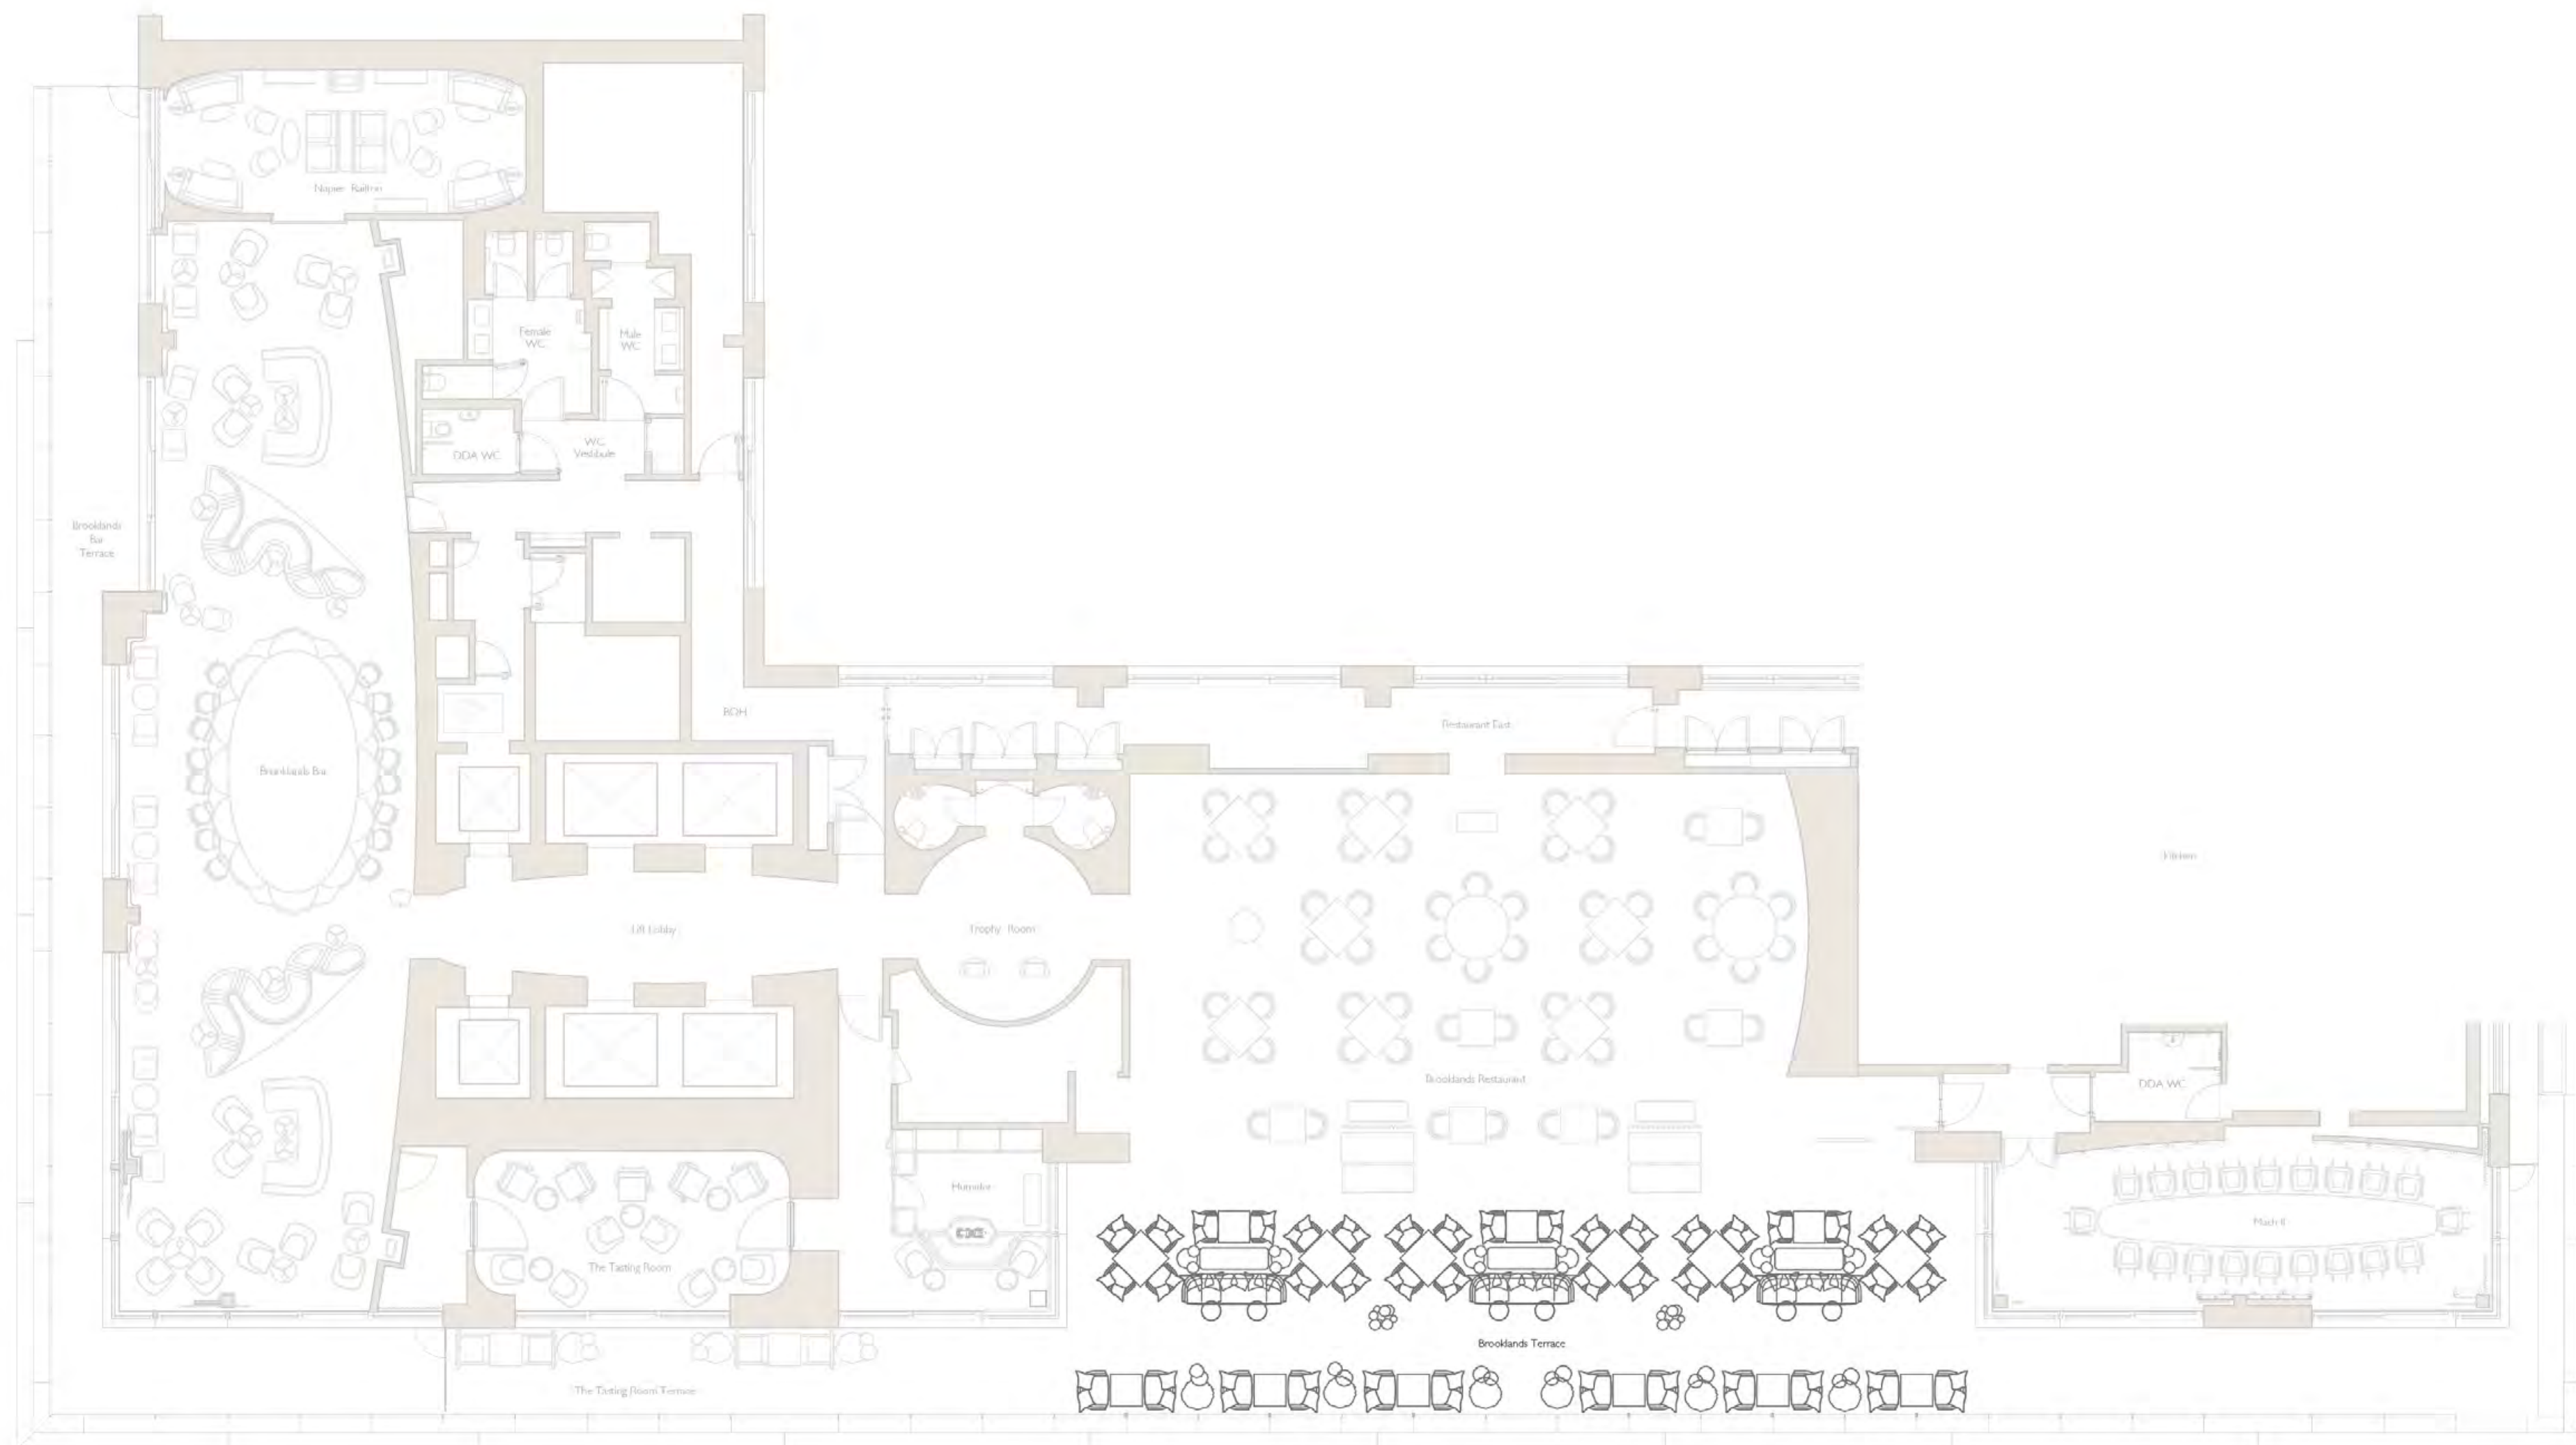 Napier Railton
Female
WC
Male
WC
DDA WC
WC
Vestibule
Brooklands
Bar
Terrace
BOH
Restaurant East
Brooklands Bar
Kitchen
Lift Lobby
Trophy Room
Brooklands Restaurant
DDA WC
Humidor
Mach II
The Tasting Room
Brooklands Terrace
The Tasting Room Terrace